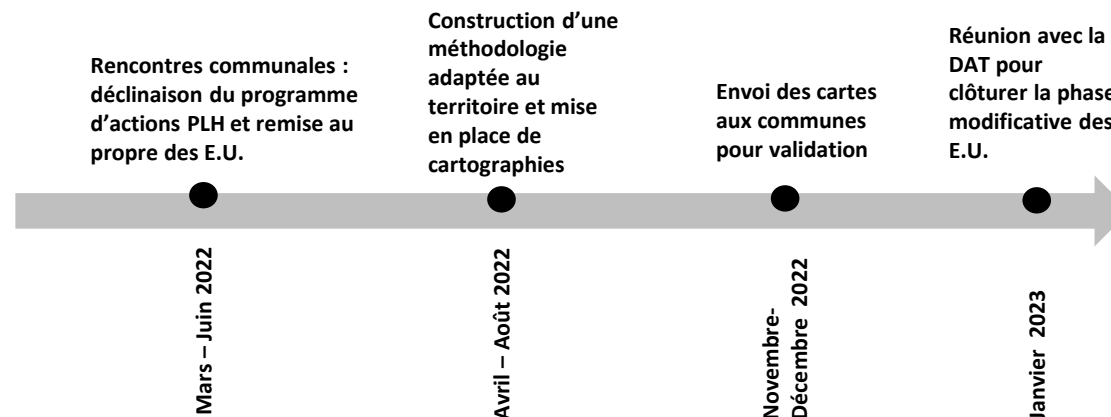 Rencontres communales :
déclinaison du programme
d’actions PLH et remise au
propre des E.U.
Construction d’une
méthodologie
adaptée au
territoire et mise
en place de
cartographies
Envoi des cartes
aux communes
pour validation
Réunion avec la
DAT pour
clôturer la phase
modificative des
E.U.
Mars – Juin 2022
Avril – Août 2022
Novembre-
Décembre 2022
Janvier 2023